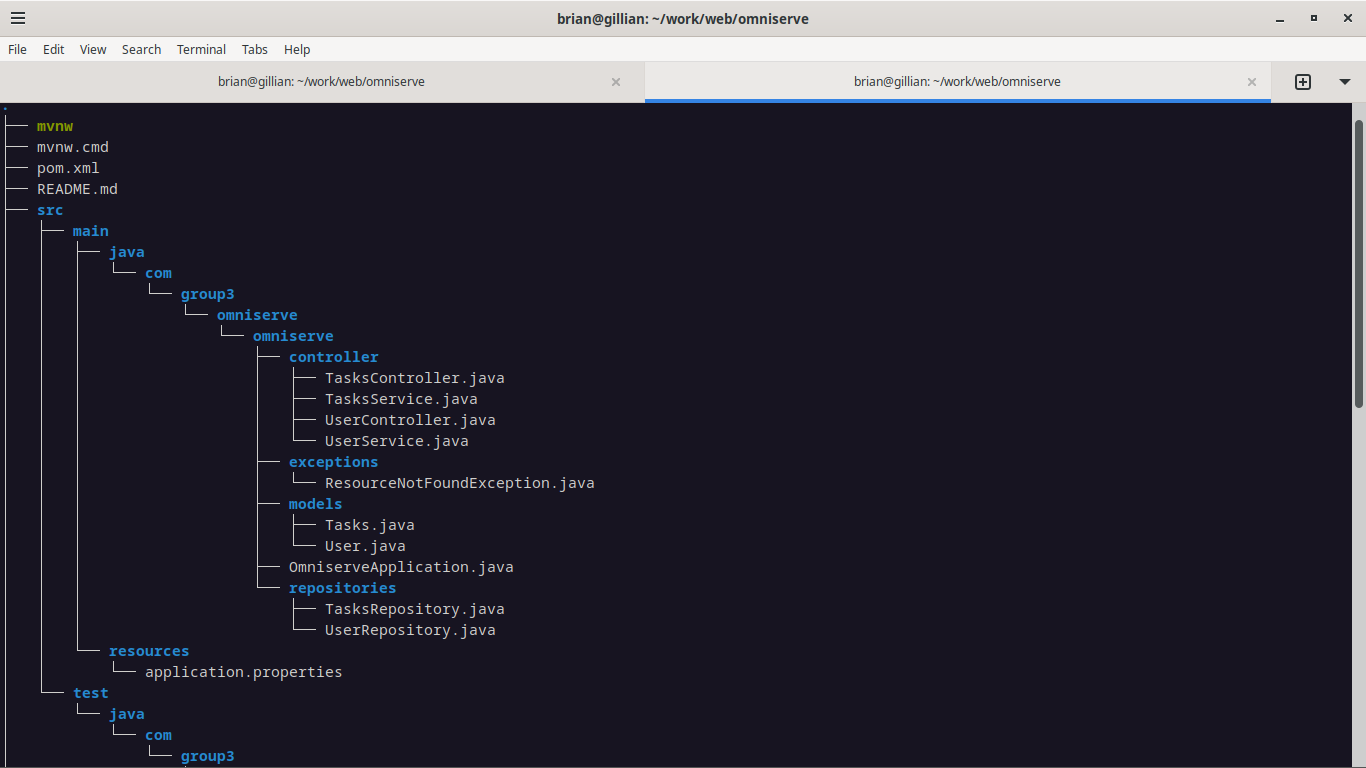 brian@gillian: ~/work/web/omniserve
File Edit View Search Terminal Tabs Help
brian@gillian: ~/work/web/omniserve brian@gillian: ~/work/web/omniserve
.
├── mvnw
├── mvnw.cmd
├── pom.xml
├── README.md
├── src
│   ├── main
│   │   ├── java
│   │   │   └── com
│   │   │       └── group3
│   │   │           └── omniserve
│   │   │               └── omniserve
│   │   │                   ├── controller
│   │   │                   │   ├── TasksController.java
│   │   │                   │   ├── TasksService.java
│   │   │                   │   ├── UserController.java
│   │   │                   │   └── UserService.java
│   │   │                   ├── exceptions
│   │   │                   │   └── ResourceNotFoundException.java
│   │   │                   ├── models
│   │   │                   │   ├── Tasks.java
│   │   │                   │   └── User.java
│   │   │                   ├── OmniserveApplication.java
│   │   │                   └── repositories
│   │   │                       ├── TasksRepository.java
│   │   │                       └── UserRepository.java
│   │   └── resources
│   │       └── application.properties
│   └── test
│       └── java
│           └── com
│               └── group3